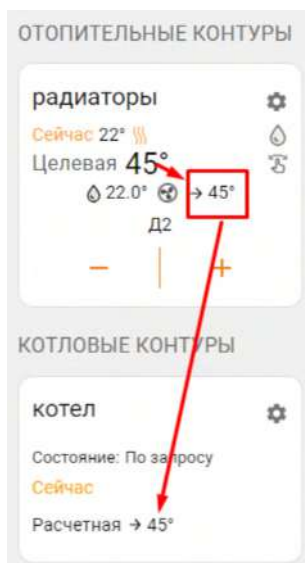 ОТОПИТЕЛЬНЫЕ КОНТУРЫ
радиаторы
Сейчас 22°
Целевая 45°
22.0° → 45°
Д2
− +
КОТЛОВЫЕ КОНТУРЫ
котел
Состояние: По запросу
Сейчас
Расчетная → 45°